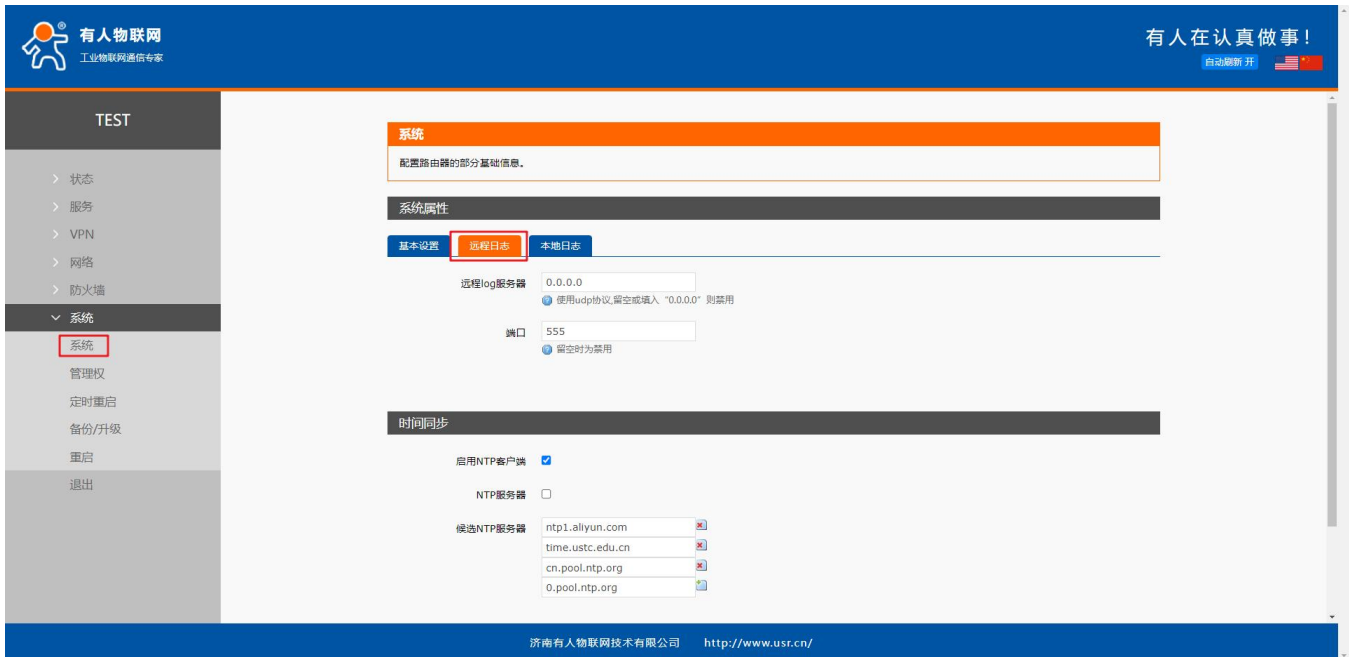 有人物联网
工业物联网通信专家
有人在认真做事!
自动刷新 开
TEST
状态
服务
VPN
网络
防火墙
系统
系统
管理权
定时重启
备份/升级
重启
退出
系统
配置路由器的部分基础信息。
系统属性
基本设置 远程日志 本地日志
远程log服务器 0.0.0.0
使用udp协议,留空或填入“0.0.0.0”则禁用
端口 555
留空时为禁用
时间同步
启用NTP客户端
NTP服务器
候选NTP服务器 ntp1.aliyun.com
time.ustc.edu.cn
cn.pool.ntp.org
0.pool.ntp.org
济南有人物联网技术有限公司 http://www.usr.cn/